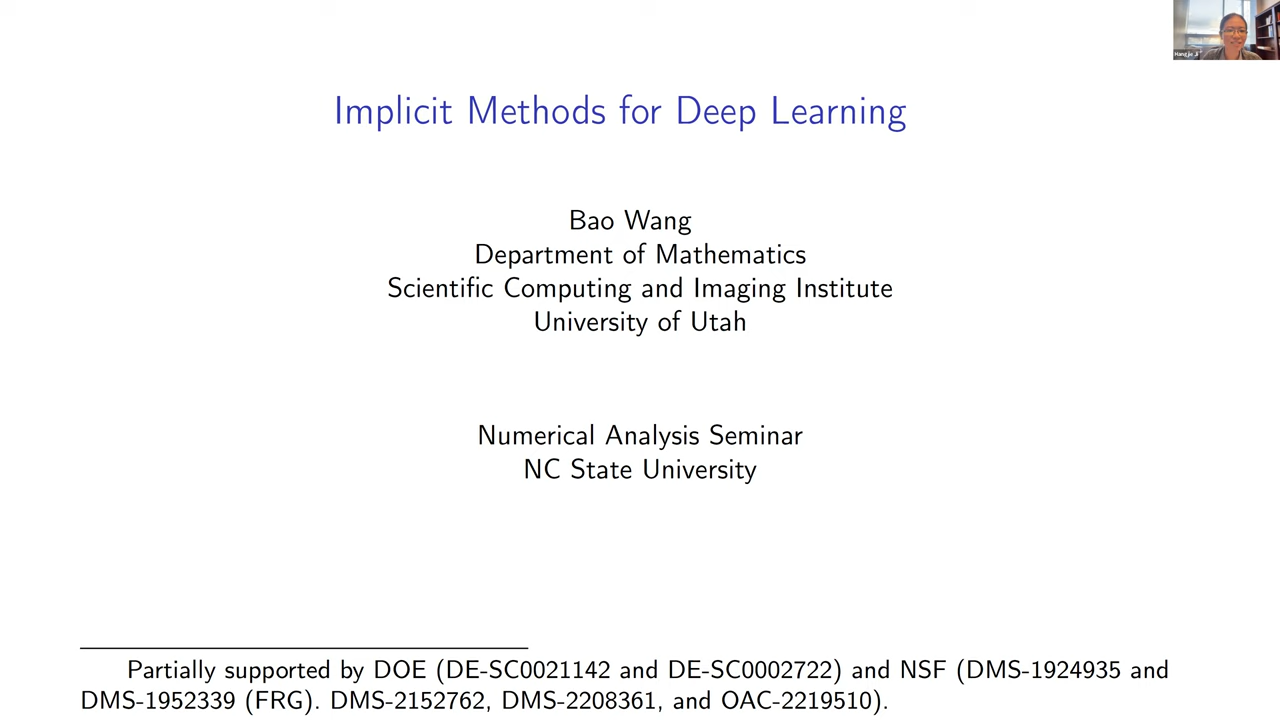 Implicit Methods for Deep Learning
Bao Wang
Department of Mathematics
Scientific Computing and Imaging Institute
University of Utah
Numerical Analysis Seminar
NC State University
Partially supported by DOE (DE-SC0021142 and DE-SC0002722) and NSF (DMS-1924935 and
DMS-1952339 (FRG). DMS-2152762, DMS-2208361, and OAC-2219510).